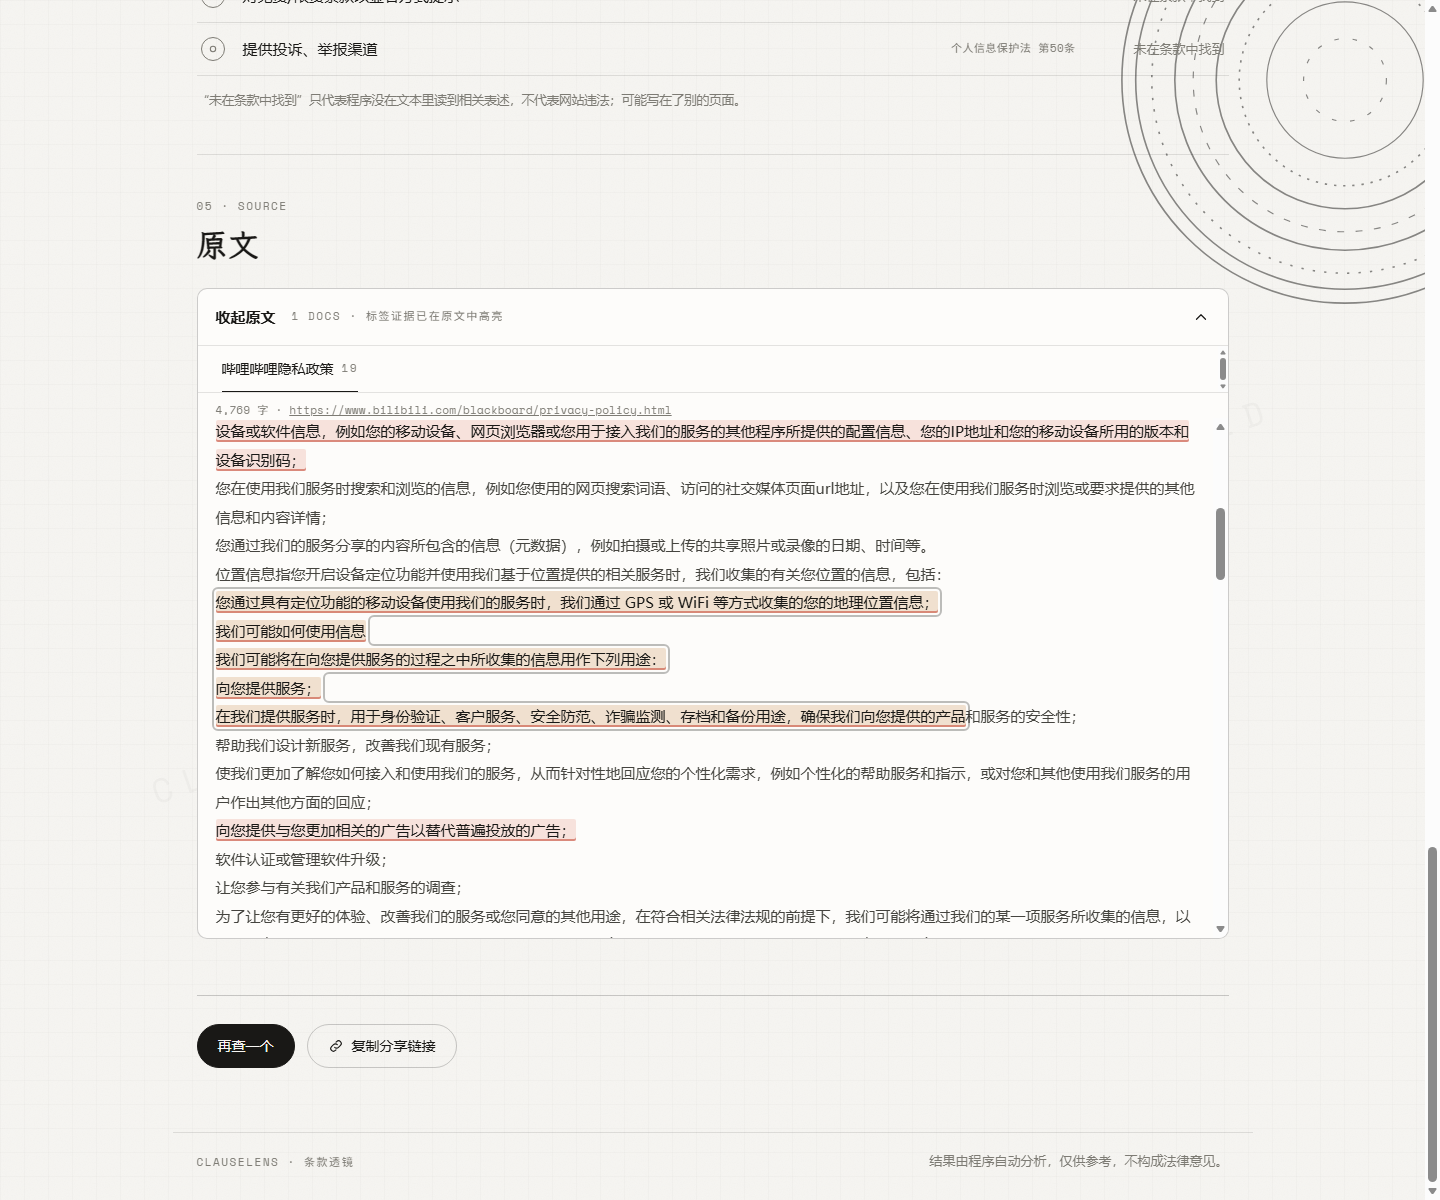 提供投诉、举报渠道
个人信息保护法 第50条
未在条款中找到
“未在条款中找到”只代表程序没在文本里读到相关表述，不代表网站违法；可能写在了别的页面。
05 · SOURCE
原文
收起原文
1 DOCS · 标签证据已在原文中高亮
哔哩哔哩隐私政策 19
4,769 字 · https://www.bilibili.com/blackboard/privacy-policy.html
设备或软件信息，例如您的移动设备、网页浏览器或您用于接入我们的服务的其他程序所提供的配置信息、您的IP地址和您的移动设备所用的版本和
设备识别码；
您在使用我们服务时搜索和浏览的信息，例如您使用的网页搜索词语、访问的社交媒体页面url地址，以及您在使用我们服务时浏览或要求提供的其他
信息和内容详情；
您通过我们的服务分享的内容所包含的信息（元数据），例如拍摄或上传的共享照片或录像的日期、时间等。
位置信息指您开启设备定位功能并使用我们基于位置提供的相关服务时，我们收集的有关您位置的信息，包括：
您通过具有定位功能的移动设备使用我们的服务时，我们通过 GPS 或 WiFi 等方式收集的您的地理位置信息；
我们可能如何使用信息
我们可能将在向您提供服务的过程之中所收集的信息用作下列用途：
向您提供服务；
在我们提供服务时，用于身份验证、客户服务、安全防范、诈骗监测、存档和备份用途，确保我们向您提供的产品和服务的安全性；
帮助我们设计新服务，改善我们现有服务；
使我们更加了解您如何接入和使用我们的服务，从而针对性地回应您的个性化需求，例如个性化的帮助服务和指示，或对您和其他使用我们服务的用
户作出其他方面的回应；
向您提供与您更加相关的广告以替代普遍投放的广告；
软件认证或管理软件升级；
让您参与有关我们产品和服务的调查；
为了让您有更好的体验、改善我们的服务或您同意的其他用途，在符合相关法律法规的前提下，我们可能将通过我们的某一项服务所收集的信息，以
再查一个
复制分享链接
CLAUSELENS · 条款透镜
结果由程序自动分析，仅供参考，不构成法律意见。